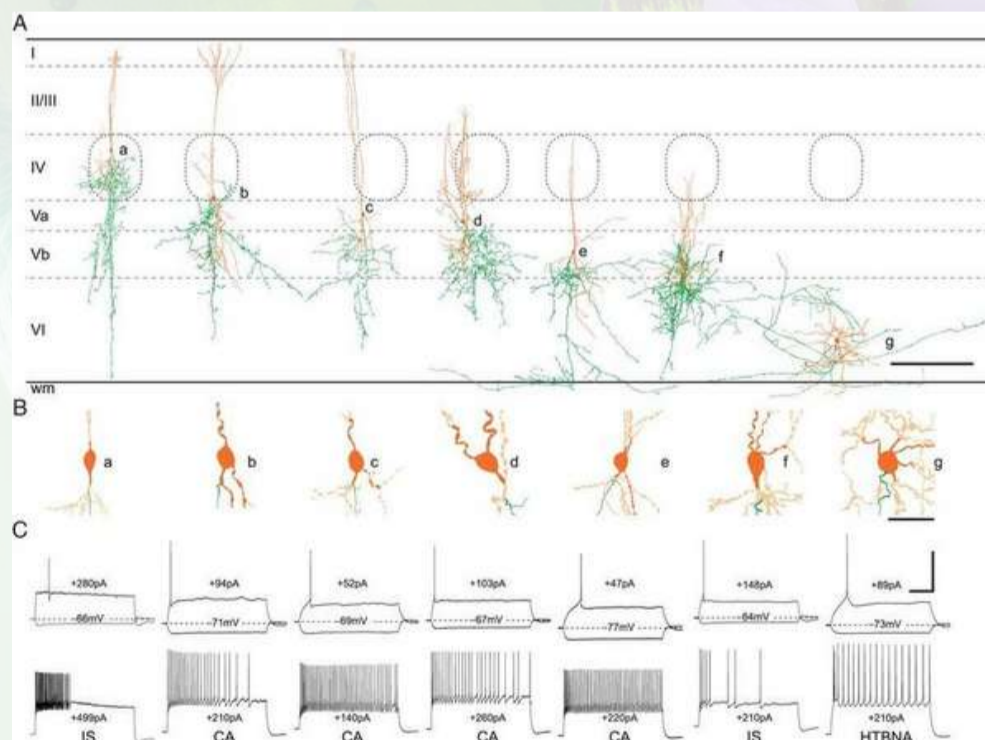 A
I
II/III
IV
Va
Vb
VI
wm
a
b
c
d
e
f
g
B
a
b
c
d
e
f
g
C
+280pA
+94pA
+52pA
+103pA
+47pA
+148pA
+89pA
-66mV
-71mV
-69mV
-67mV
-77mV
-64mV
-73mV
+499pA
+210pA
+140pA
+260pA
+220pA
+210pA
+210pA
IS
CA
CA
CA
CA
IS
HTBNA